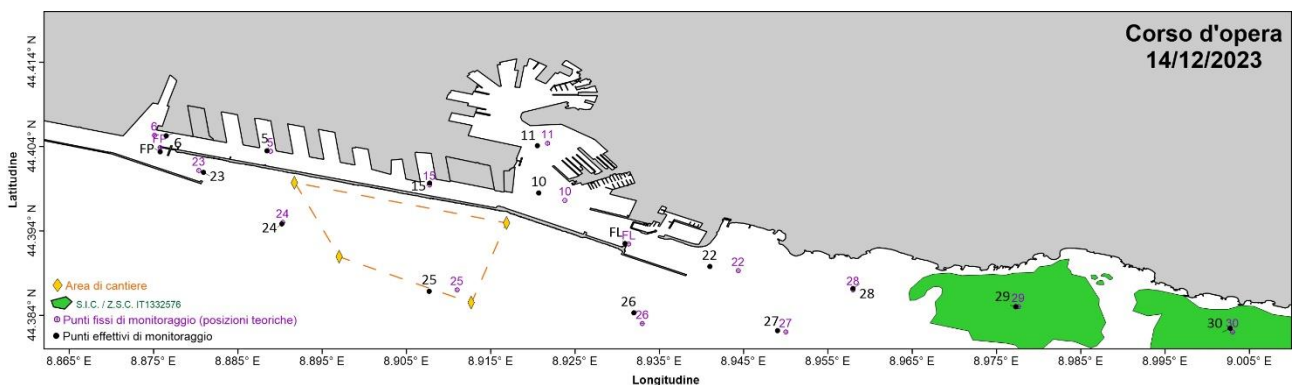 Corso d'opera
14/12/2023
44.414° N
44.404° N
44.394° N
44.384° N
Latitudine
6
FP
FP
6
5
5
11
11
23
23
15
15
10
10
24
24
FL
FL
22
22
25
25
28
28
26
26
27
27
29
29
30
30
Area di cantiere
S.I.C. / Z.S.C. IT1332576
Punti fissi di monitoraggio (posizioni teoriche)
Punti effettivi di monitoraggio
8.865° E 8.875° E 8.885° E 8.895° E 8.905° E 8.915° E 8.925° E 8.935° E 8.945° E 8.955° E 8.965° E 8.975° E 8.985° E 8.995° E 9.005° E
Longitudine